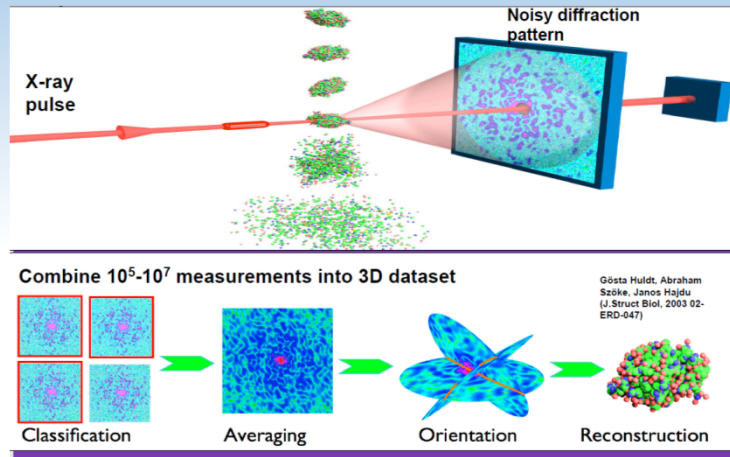 Noisy diffraction
pattern
X-ray
pulse
Combine 10⁵-10⁷ measurements into 3D dataset
Gösta Huldt, Abraham
Szöke, Janos Hajdu
(J.Struct Biol, 2003 02-
ERD-047)
Classification
Averaging
Orientation
Reconstruction